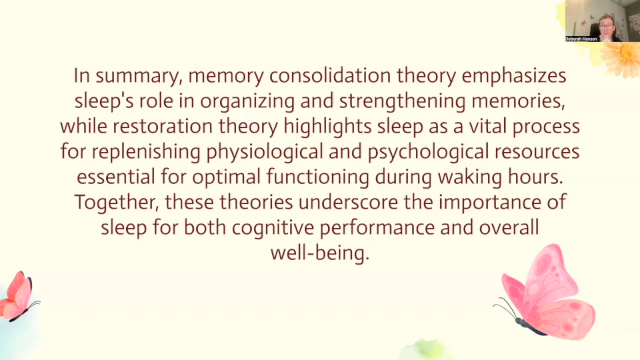 In summary, memory consolidation theory emphasizes
sleep's role in organizing and strengthening memories,
while restoration theory highlights sleep as a vital process
for replenishing physiological and psychological resources
essential for optimal functioning during waking hours.
Together, these theories underscore the importance of
sleep for both cognitive performance and overall
well-being.
Deborah